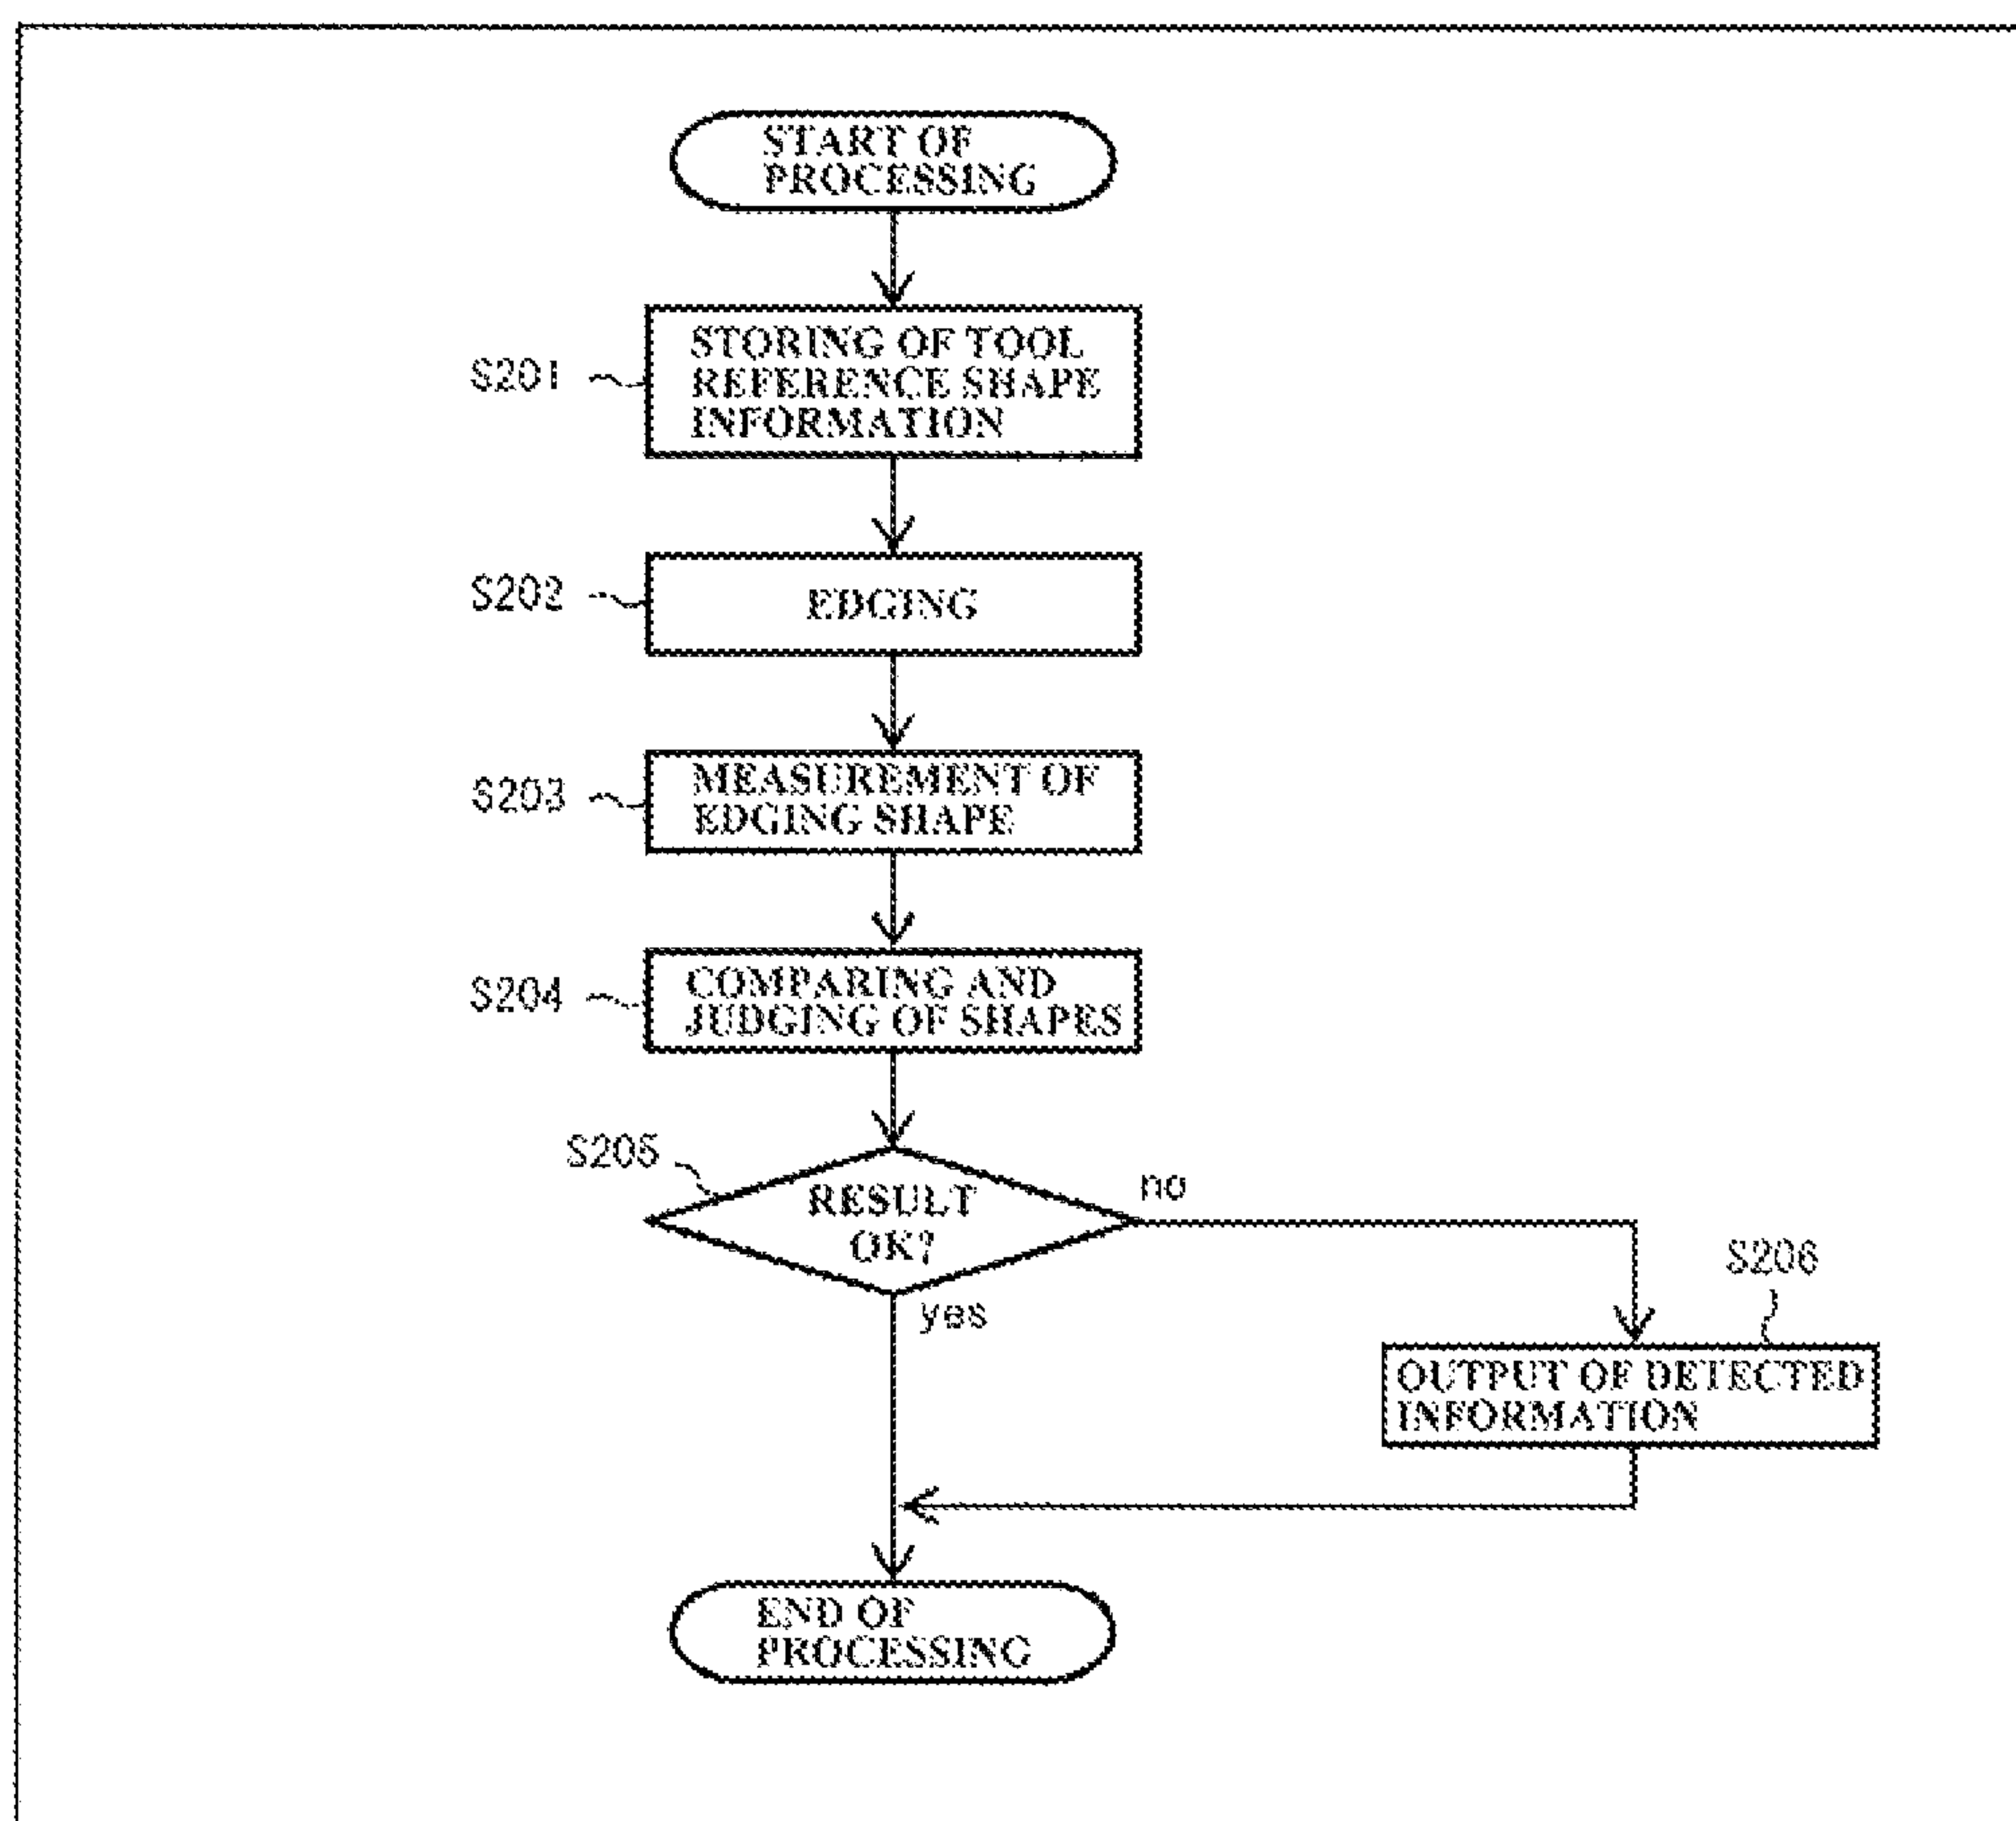 START OF
PROCESSING
S201
STORING OF TOOL
REFERENCE SHAPE
INFORMATION
S202
EDGING
S203
MEASUREMENT OF
EDGING SHAPE
S204
COMPARING AND
JUDGING OF SHAPES
S205
RESULT
OK?
no
yes
S206
OUTPUT OF DETECTED
INFORMATION
END OF
PROCESSING